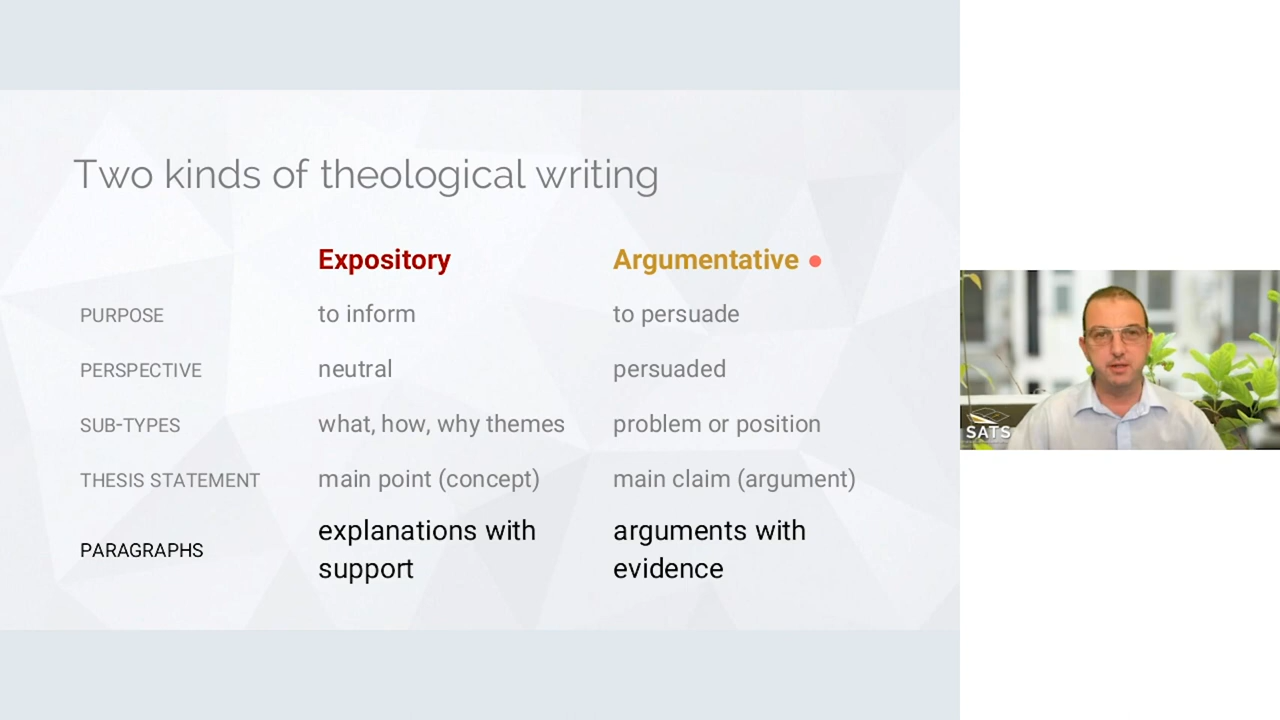 Two kinds of theological writing
Expository Argumentative
PURPOSE to inform to persuade
PERSPECTIVE neutral persuaded
SUB-TYPES what, how, why themes problem or position
THESIS STATEMENT main point (concept) main claim (argument)
PARAGRAPHS explanations with support arguments with evidence
SATS